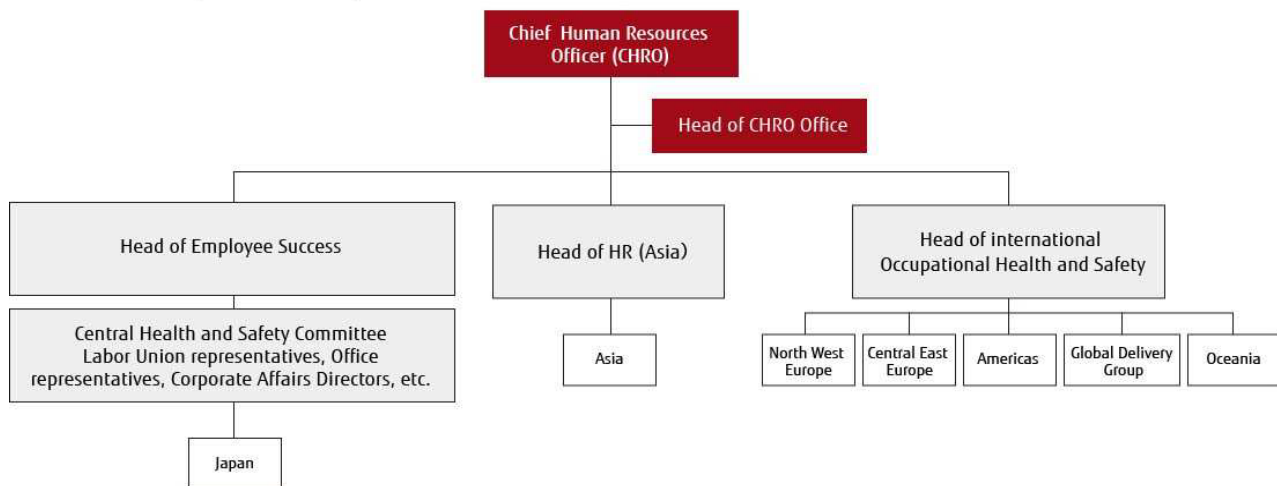 Chief Human Resources
Officer (CHRO)
Head of CHRO Office
Head of Employee Success
Head of HR (Asia)
Head of international
Occupational Health and Safety
Central Health and Safety Committee
Labor Union representatives, Office
representatives, Corporate Affairs Directors, etc.
Asia
North West
Europe
Central East
Europe
Americas
Global Delivery
Group
Oceania
Japan